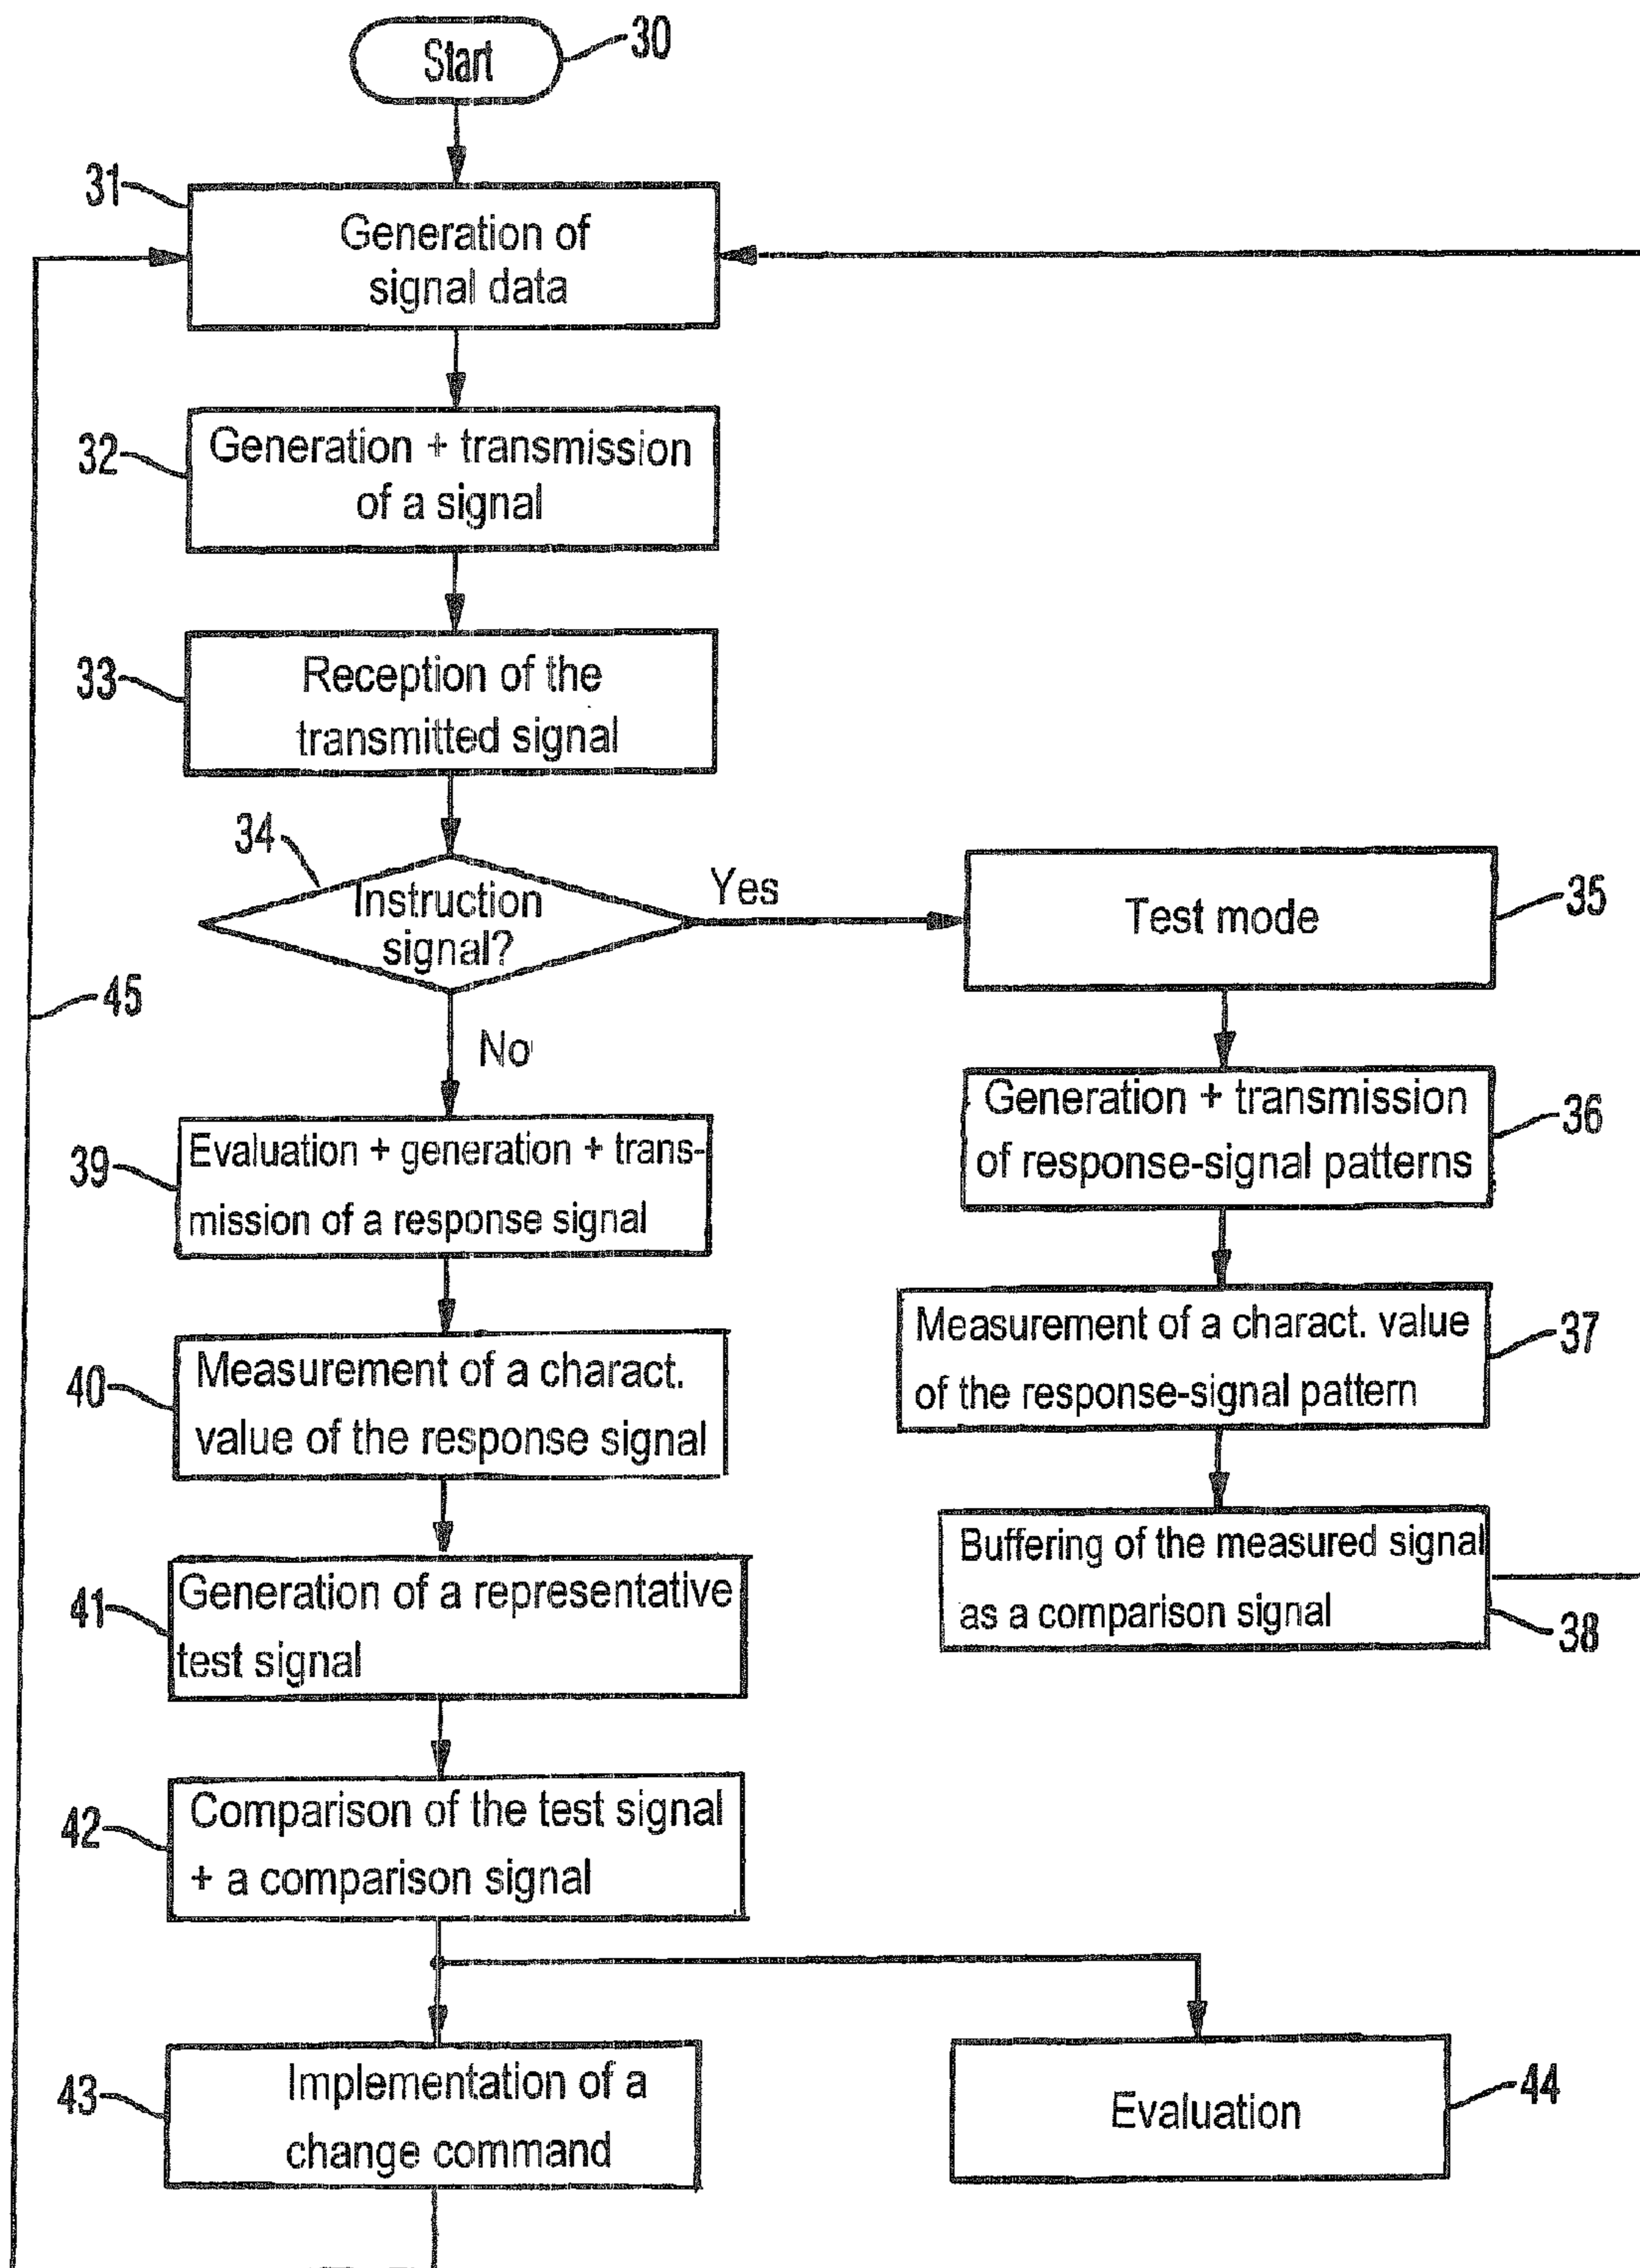 Start
30
31
Generation of
signal data
32
Generation + transmission
of a signal
33
Reception of the
transmitted signal
34
Instruction
signal?
Yes
Test mode
35
45
No
Generation + transmission
of response-signal patterns
36
39
Evaluation + generation + trans-
mission of a response signal
Measurement of a charact. value
of the response-signal pattern
37
40
Measurement of a charact.
value of the response signal
Buffering of the measured signal
as a comparison signal
38
41
Generation of a representative
test signal
42
Comparison of the test signal
+ a comparison signal
43
Implementation of a
change command
Evaluation
44